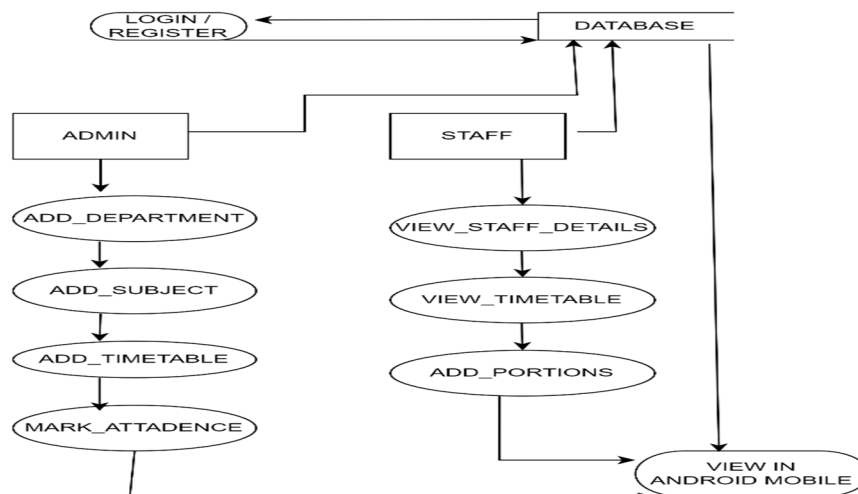 LOGIN /
REGISTER
DATABASE
ADMIN
STAFF
ADD_DEPARTMENT
VIEW_STAFF_DETAILS
ADD_SUBJECT
VIEW_TIMETABLE
ADD_TIMETABLE
ADD_PORTIONS
MARK_ATTADENCE
VIEW IN
ANDROID MOBILE